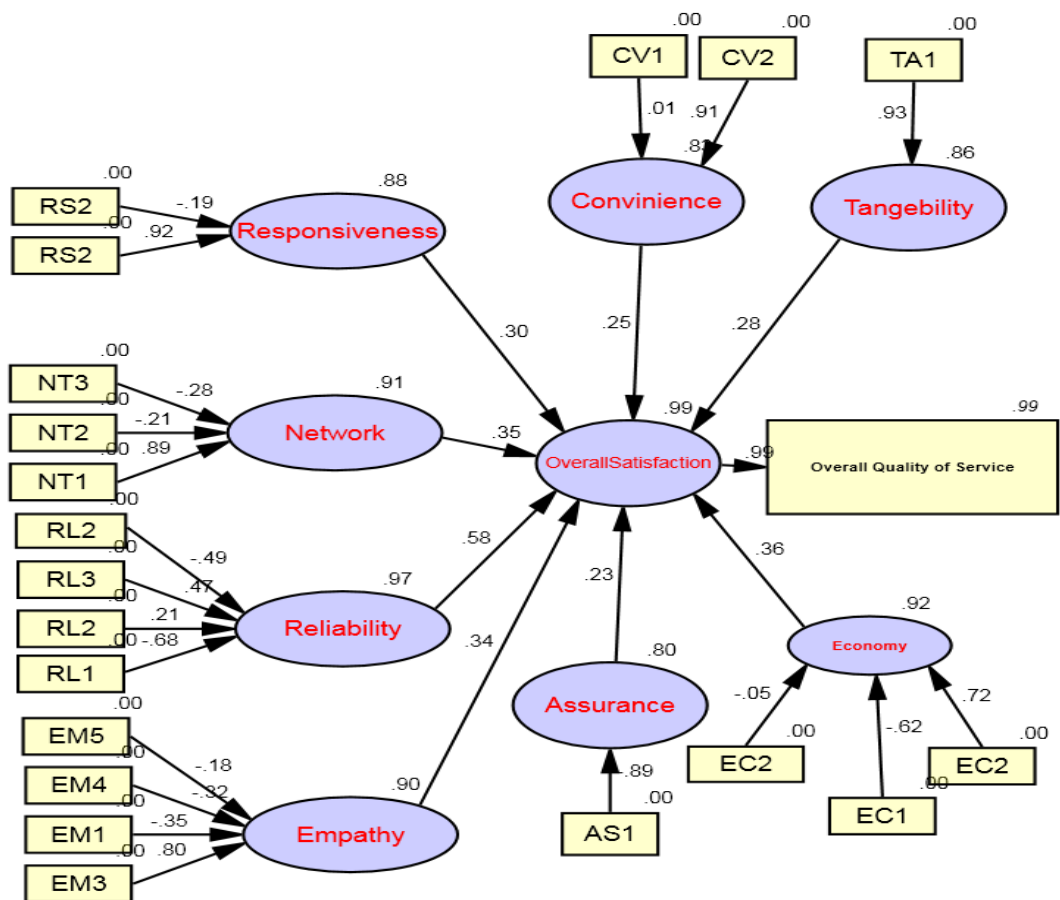 .00
.00
.00
CV1
CV2
TA1
.01
.91
.93
.83
.86
.00
.88
RS2
-.19
.00
Convinience
Tangebility
RS2
.92
Responsiveness
.30
.25
.28
.00
NT3
-.28
.91
.99
.99
.00
NT2
-.21
Network
.35
OverallSatisfaction
.99
Overall Quality of Service
.00
.89
NT1
.00
RL2
-.49
.58
.36
.00
RL3
.47
.97
.23
.92
.00
RL2
.21
Reliability
.34
.80
Economy
.00
-.68
RL1
.00
Assurance
-.05
-.62
.72
EM5
-.18
.00
.00
.00
EM4
-.32
.90
-.89
EC2
EC2
.00
EM1
-.35
Empathy
.00
.00
AS1
EC1
.00
.80
EM3